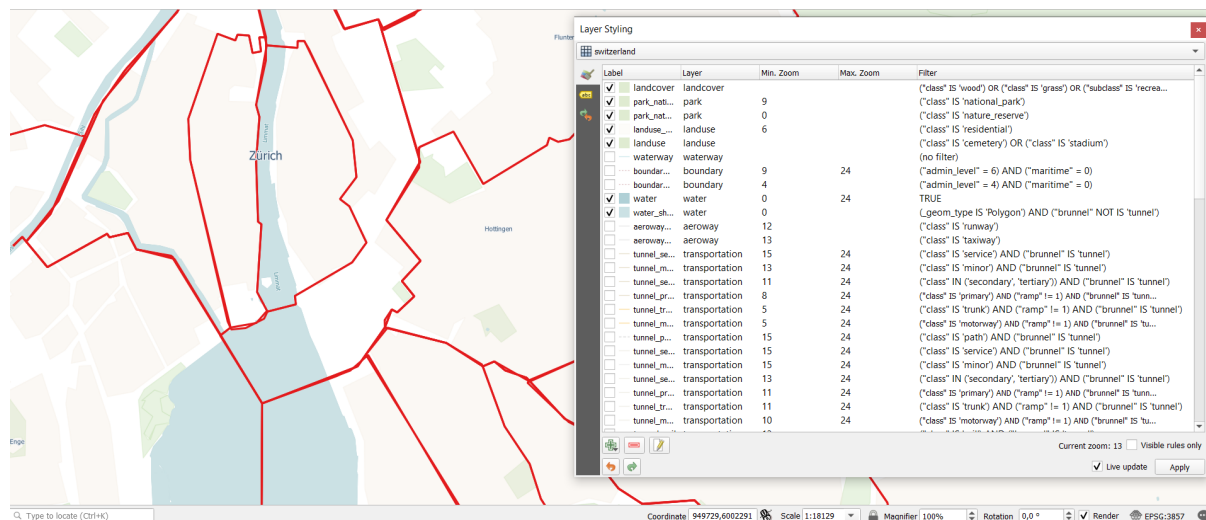 Flunter
Layer Styling
switzerland
Label Layer Min. Zoom Max. Zoom Filter
landcover landcover ("class" IS 'wood') OR ("class" IS 'grass') OR ("subclass" IS 'recrea...
park_nati... park 9 ("class" IS 'national_park')
park_nat... park 0 ("class" IS 'nature_reserve')
landuse_... landuse 6 ("class" IS 'residential')
landuse landuse ("class" IS 'cemetery') OR ("class" IS 'stadium')
waterway waterway (no filter)
boundar... boundary 9 24 ("admin_level" = 6) AND ("maritime" = 0)
boundar... boundary 4 ("admin_level" = 4) AND ("maritime" = 0)
water water 0 24 TRUE
water_sh... water 0 (_geom_type IS 'Polygon') AND ("brunnel" NOT IS 'tunnel')
aeroway... aeroway 12 ("class" IS 'runway')
aeroway... aeroway 13 ("class" IS 'taxiway')
tunnel_se... transportation 15 24 ("class" IS 'service') AND ("brunnel" IS 'tunnel')
tunnel_m... transportation 13 24 ("class" IS 'minor') AND ("brunnel" IS 'tunnel')
tunnel_se... transportation 11 24 ("class" IN ('secondary', 'tertiary')) AND ("brunnel" IS 'tunnel')
tunnel_pr... transportation 8 24 ("class" IS 'primary') AND ("ramp" != 1) AND ("brunnel" IS 'tunn...
tunnel_tr... transportation 5 24 ("class" IS 'trunk') AND ("ramp" != 1) AND ("brunnel" IS 'tunnel')
tunnel_m... transportation 5 24 ("class" IS 'motorway') AND ("ramp" != 1) AND ("brunnel" IS 'tu...
tunnel_p... transportation 15 24 ("class" IS 'path') AND ("brunnel" IS 'tunnel')
tunnel_se... transportation 15 24 ("class" IS 'service') AND ("brunnel" IS 'tunnel')
tunnel_m... transportation 15 24 ("class" IS 'minor') AND ("brunnel" IS 'tunnel')
tunnel_se... transportation 13 24 ("class" IN ('secondary', 'tertiary')) AND ("brunnel" IS 'tunnel')
tunnel_pr... transportation 11 24 ("class" IS 'primary') AND ("ramp" != 1) AND ("brunnel" IS 'tunn...
tunnel_tr... transportation 11 24 ("class" IS 'trunk') AND ("ramp" != 1) AND ("brunnel" IS 'tunnel')
tunnel_m... transportation 10 24 ("class" IS 'motorway') AND ("ramp" != 1) AND ("brunnel" IS 'tu...
abc
Current zoom: 13 Visible rules only
Live update Apply
Limmat
Zürich
Hottingen
Limmat
Enge
Type to locate (Ctrl+K) Coordinate 949729,6002291 Scale 1:18129 Magnifier 100% Rotation 0,0 ° Render EPSG:3857